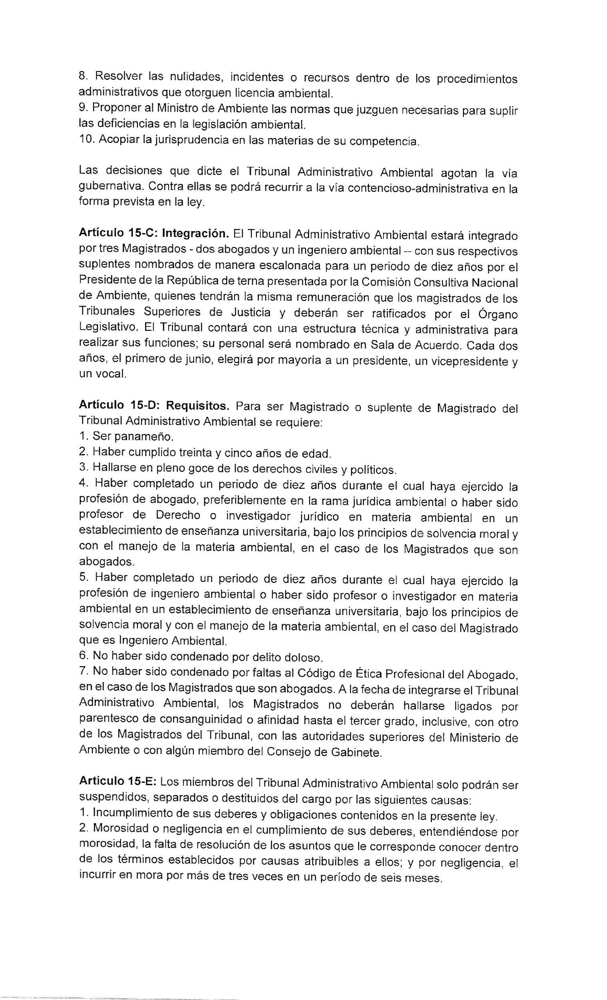 8. Resolver las nulidades, incidentes o recursos dentro de los procedimientos
administrativos que otorguen licencia ambiental.
9. Proponer al Ministro de Ambiente las normas que juzguen necesarias para suplir
las deficiencias en la legislación ambiental.
10. Acopiar la jurisprudencia en las materias de su competencia.
Las decisiones que dicte el Tribunal Administrativo Ambiental agotan la vía
gubernativa. Contra ellas se podrá recurrir a la vía contencioso-administrativa en la
forma prevista en la ley.
Artículo 15-C: Integración. El Tribunal Administrativo Ambiental estará integrado
por tres Magistrados - dos abogados y un ingeniero ambiental -- con sus respectivos
suplentes nombrados de manera escalonada para un periodo de diez años por el
Presidente de la República de terna presentada por la Comisión Consultiva Nacional
de Ambiente, quienes tendrán la misma remuneración que los magistrados de los
Tribunales Superiores de Justicia y deberán ser ratificados por el Órgano
Legislativo. El Tribunal contará con una estructura técnica y administrativa para
realizar sus funciones; su personal será nombrado en Sala de Acuerdo. Cada dos
años, el primero de junio, elegirá por mayoría a un presidente, un vicepresidente y
un vocal.
Artículo 15-D: Requisitos. Para ser Magistrado o suplente de Magistrado del
Tribunal Administrativo Ambiental se requiere:
1. Ser panameño.
2. Haber cumplido treinta y cinco años de edad.
3. Hallarse en pleno goce de los derechos civiles y políticos.
4. Haber completado un periodo de diez años durante el cual haya ejercido la
profesión de abogado, preferiblemente en la rama jurídica ambiental o haber sido
profesor de Derecho o investigador jurídico en materia ambiental en un
establecimiento de enseñanza universitaria, bajo los principios de solvencia moral y
con el manejo de la materia ambiental, en el caso de los Magistrados que son
abogados.
5. Haber completado un periodo de diez años durante el cual haya ejercido la
profesión de ingeniero ambiental o haber sido profesor o investigador en materia
ambiental en un establecimiento de enseñanza universitaria, bajo los principios de
solvencia moral y con el manejo de la materia ambiental, en el caso del Magistrado
que es Ingeniero Ambiental.
6. No haber sido condenado por delito doloso.
7. No haber sido condenado por faltas al Código de Ética Profesional del Abogado,
en el caso de los Magistrados que son abogados. A la fecha de integrarse el Tribunal
Administrativo Ambiental, los Magistrados no deberán hallarse ligados por
parentesco de consanguinidad o afinidad hasta el tercer grado, inclusive, con otro
de los Magistrados del Tribunal, con las autoridades superiores del Ministerio de
Ambiente o con algún miembro del Consejo de Gabinete.
Artículo 15-E: Los miembros del Tribunal Administrativo Ambiental solo podrán ser
suspendidos, separados o destituidos del cargo por las siguientes causas:
1. Incumplimiento de sus deberes y obligaciones contenidos en la presente ley.
2. Morosidad o negligencia en el cumplimiento de sus deberes, entendiéndose por
morosidad, la falta de resolución de los asuntos que le corresponde conocer dentro
de los términos establecidos por causas atribuibles a ellos; y por negligencia, el
incurrir en mora por más de tres veces en un período de seis meses.